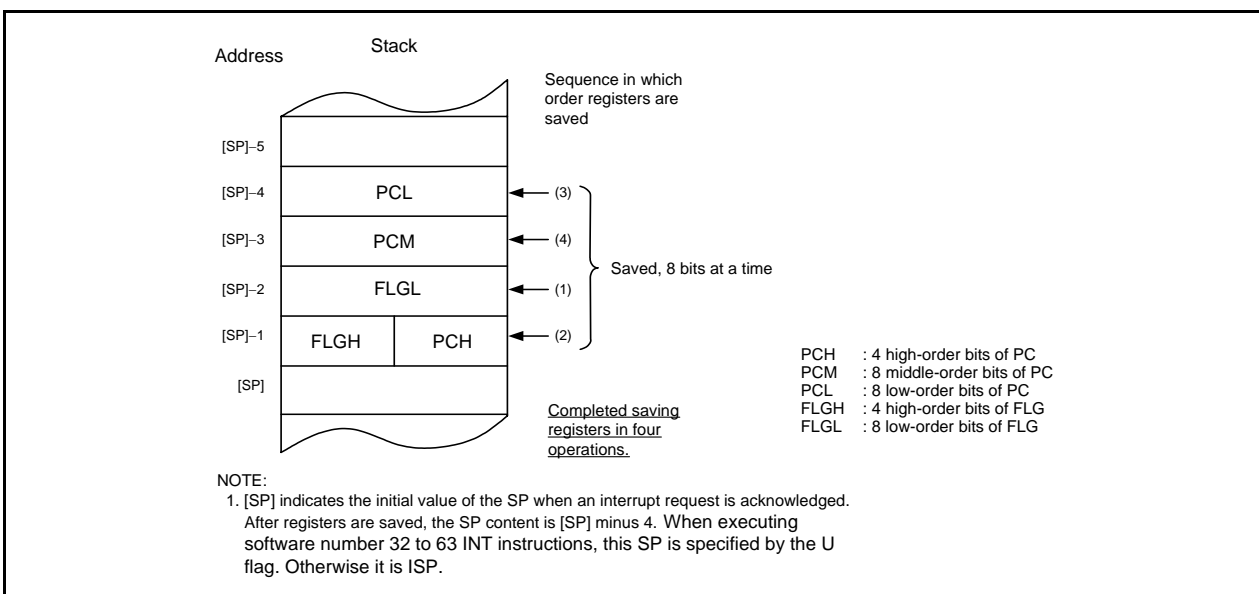 Address
Stack
Sequence in which
order registers are
saved
[SP]−5
[SP]−4
PCL
(3)
[SP]−3
PCM
(4)
Saved, 8 bits at a time
[SP]−2
FLGL
(1)
[SP]−1
FLGH
PCH
(2)
[SP]
Completed saving
registers in four
operations.
PCH : 4 high-order bits of PC
PCM : 8 middle-order bits of PC
PCL : 8 low-order bits of PC
FLGH : 4 high-order bits of FLG
FLGL : 8 low-order bits of FLG
NOTE:
1. [SP] indicates the initial value of the SP when an interrupt request is acknowledged.
After registers are saved, the SP content is [SP] minus 4. When executing
software number 32 to 63 INT instructions, this SP is specified by the U
flag. Otherwise it is ISP.